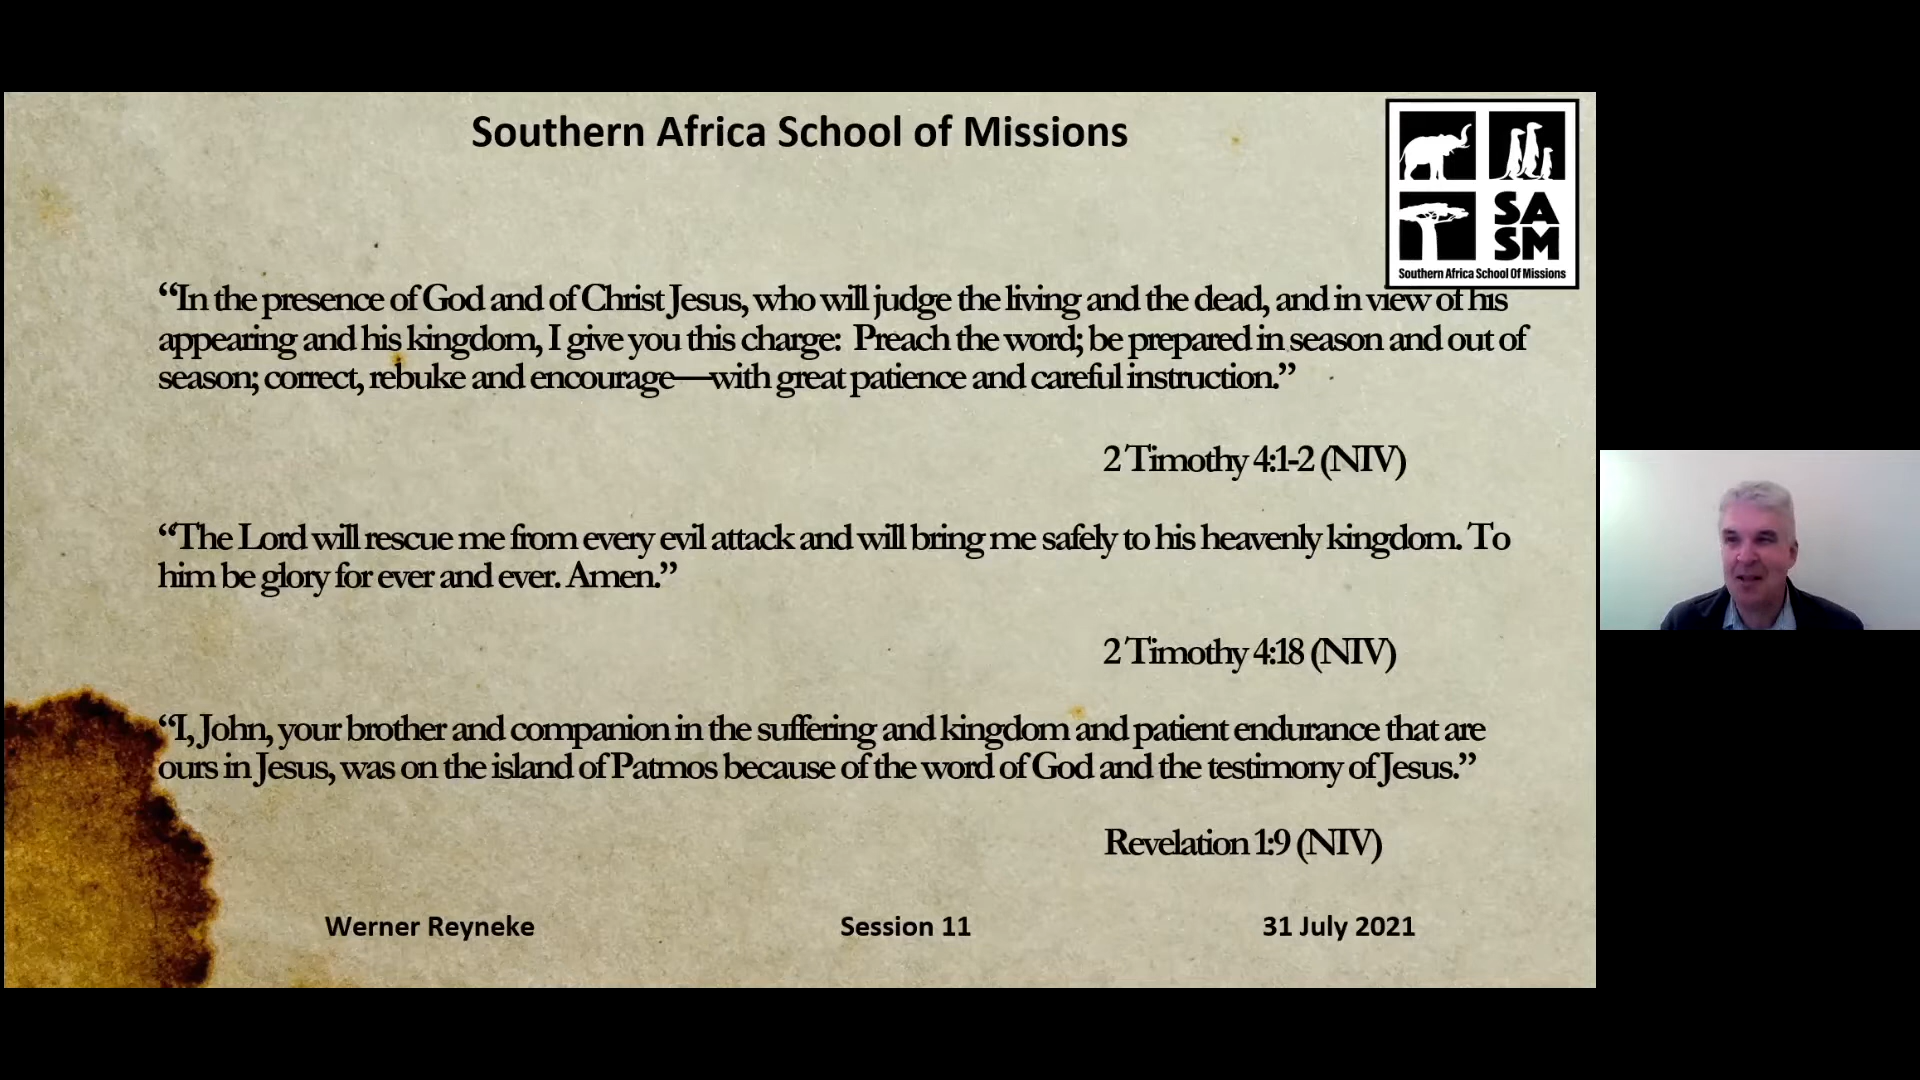 Southern Africa School of Missions
SA
SM
Southern Africa School Of Missions
“In the presence of God and of Christ Jesus, who will judge the living and the dead, and in view of his
appearing and his kingdom, I give you this charge:  Preach the word; be prepared in season and out of
season; correct, rebuke and encourage—with great patience and careful instruction.”
2 Timothy 4:1-2 (NIV)
“The Lord will rescue me from every evil attack and will bring me safely to his heavenly kingdom. To
him be glory for ever and ever. Amen.”
2 Timothy 4:18 (NIV)
“I, John, your brother and companion in the suffering and kingdom and patient endurance that are
ours in Jesus, was on the island of Patmos because of the word of God and the testimony of Jesus.”
Revelation 1:9 (NIV)
Werner Reyneke Session 11 31 July 2021